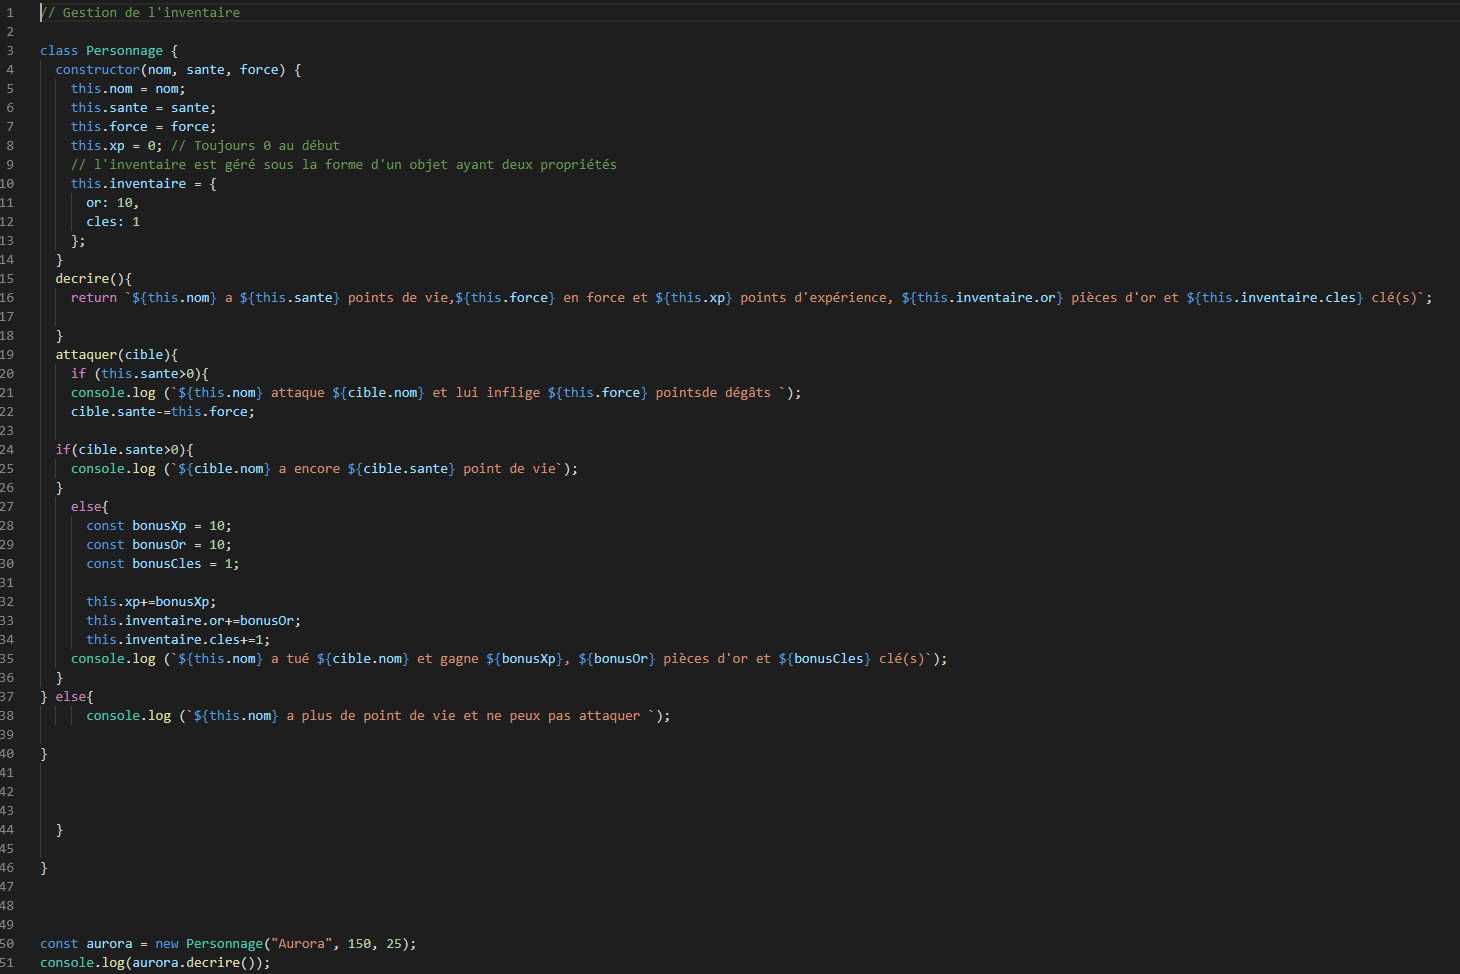 1 // Gestion de l'inventaire
2
3 class Personnage {
4 constructor(nom, sante, force) {
5 this.nom = nom;
6 this.sante = sante;
7 this.force = force;
8 this.xp = 0; // Toujours 0 au début
9 // l'inventaire est géré sous la forme d'un objet ayant deux propriétés
10 this.inventaire = {
11 or: 10,
12 cles: 1
13 };
14 }
15 decrire(){
16 return `${this.nom} a ${this.sante} points de vie,${this.force} en force et ${this.xp} points d'expérience, ${this.inventaire.or} pièces d'or et ${this.inventaire.cles} clé(s)`;
17
18 }
19 attaquer(cible){
20 if (this.sante>0){
21 console.log (`${this.nom} attaque ${cible.nom} et lui inflige ${this.force} pointsde dégâts `);
22 cible.sante-=this.force;
23
24 if(cible.sante>0){
25 console.log (`${cible.nom} a encore ${cible.sante} point de vie`);
26 }
27 else{
28 const bonusXp = 10;
29 const bonusOr = 10;
30 const bonusCles = 1;
31
32 this.xp+=bonusXp;
33 this.inventaire.or+=bonusOr;
34 this.inventaire.cles+=1;
35 console.log (`${this.nom} a tué ${cible.nom} et gagne ${bonusXp}, ${bonusOr} pièces d'or et ${bonusCles} clé(s)`);
36 }
37 } else{
38 console.log (`${this.nom} a plus de point de vie et ne peux pas attaquer `);
39
40 }
41
42
43
44 }
45
46 }
47
48
49
50 const aurora = new Personnage("Aurora", 150, 25);
51 console.log(aurora.decrire());